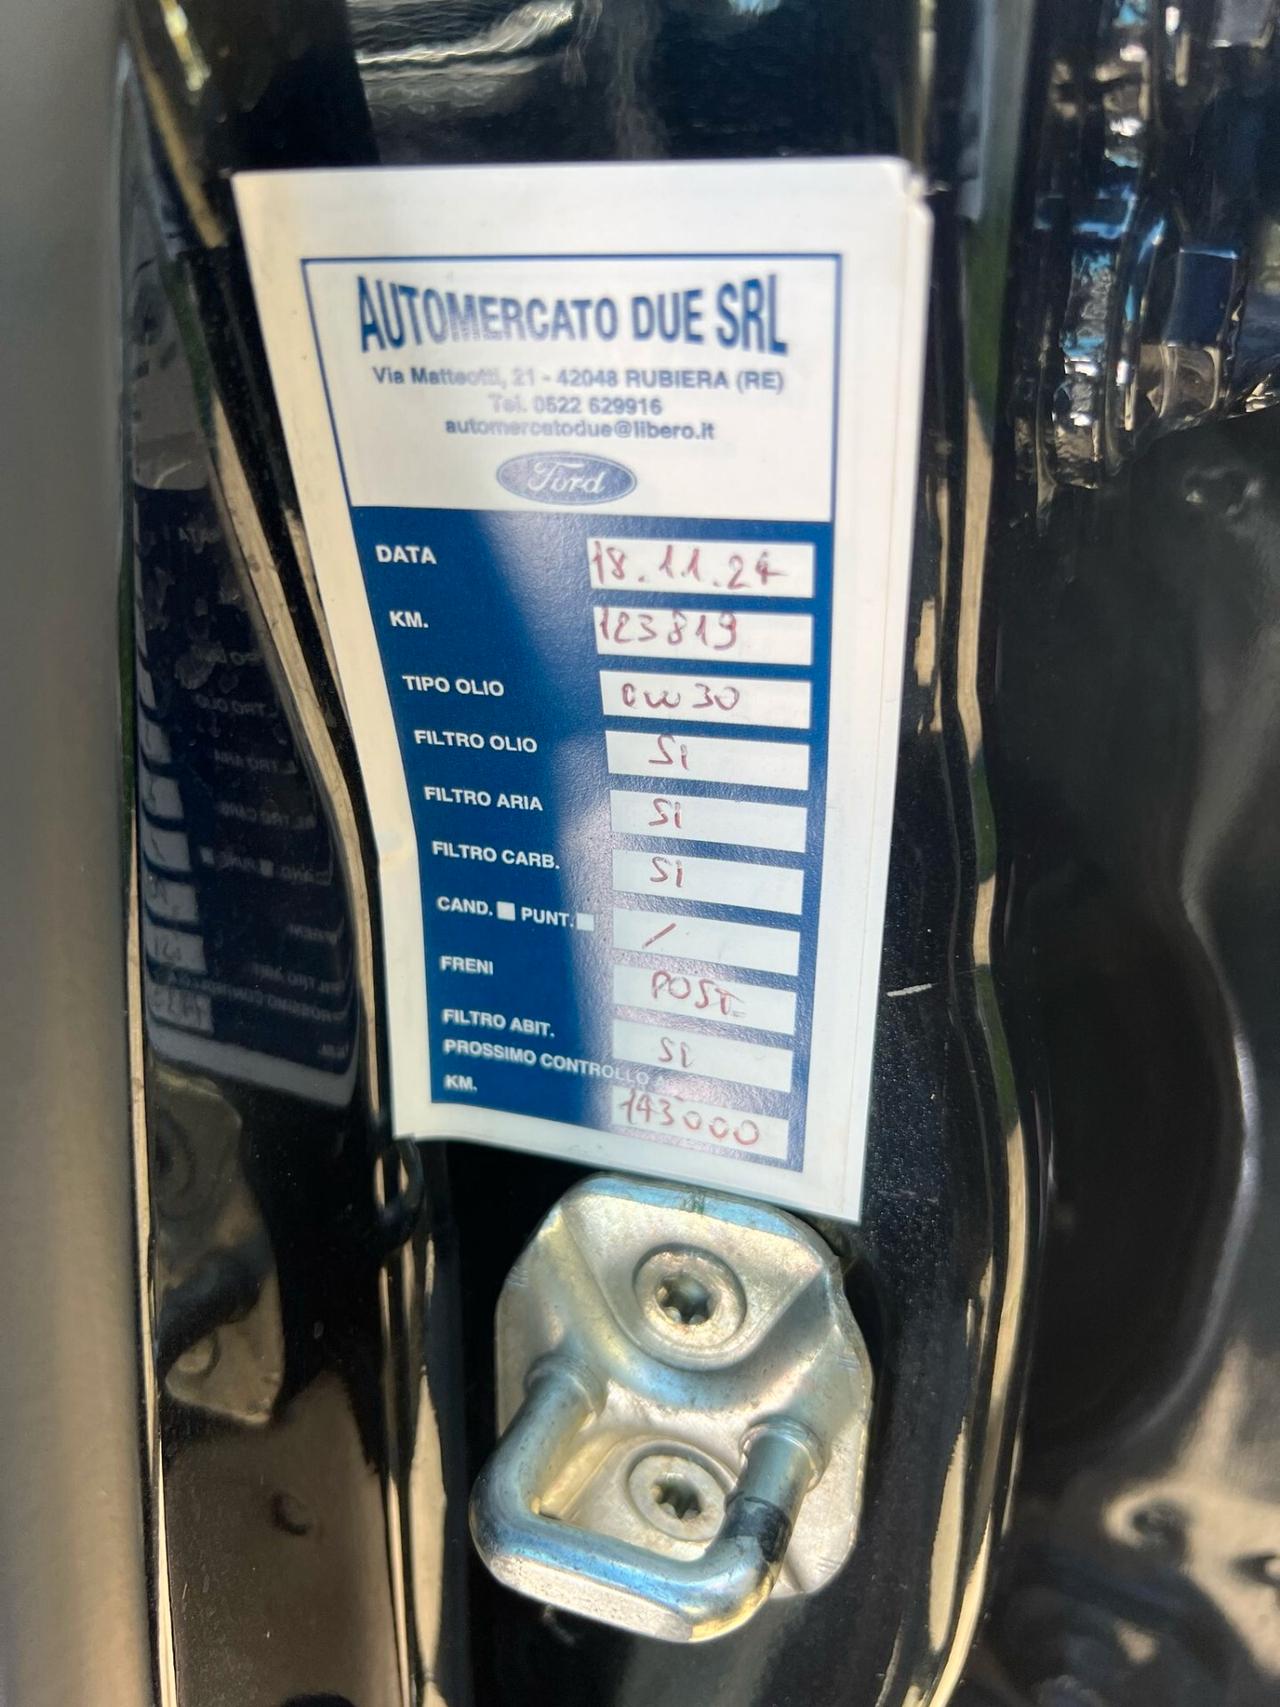 AUTOMERCATO DUE SRL
Via Matteotti, 21 - 42048 RUBIERA (RE)
Tel. 0522 629916
automercatodue@libero.it
Ford
DATA 18.11.24
KM. 123819
TIPO OLIO 0W30
FILTRO OLIO SI
FILTRO ARIA SI
FILTRO CARB. SI
CAND. PUNT. /
FRENI POST.
FILTRO ABIT. SI
PROSSIMO CONTROLLO A
KM. 143000